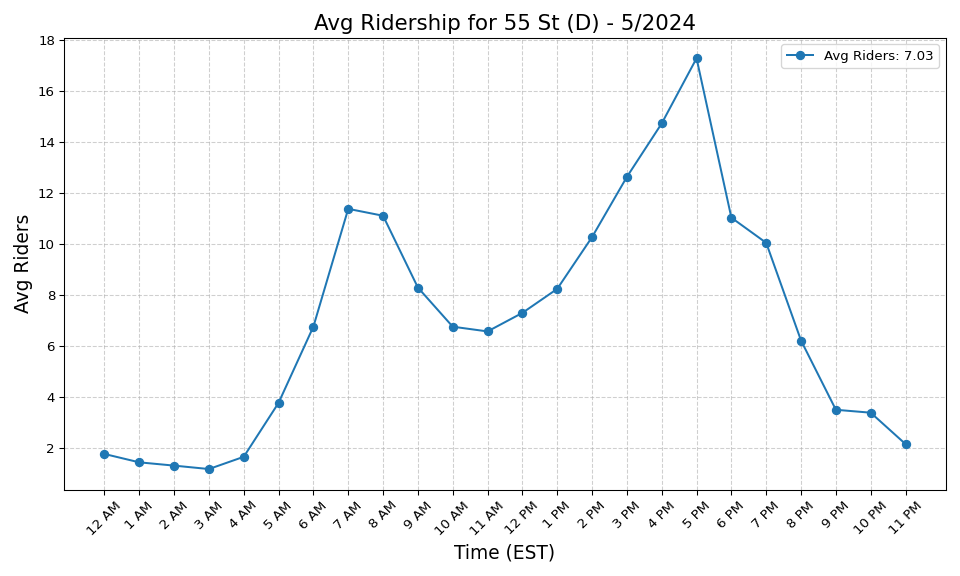 Avg Ridership for 55 St (D) - 5/2024
Avg Riders: 7.03
18
16
14
12
10
8
6
4
2
Avg Riders
12 AM
1 AM
2 AM
3 AM
4 AM
5 AM
6 AM
7 AM
8 AM
9 AM
10 AM
11 AM
12 PM
1 PM
2 PM
3 PM
4 PM
5 PM
6 PM
7 PM
8 PM
9 PM
10 PM
11 PM
Time (EST)